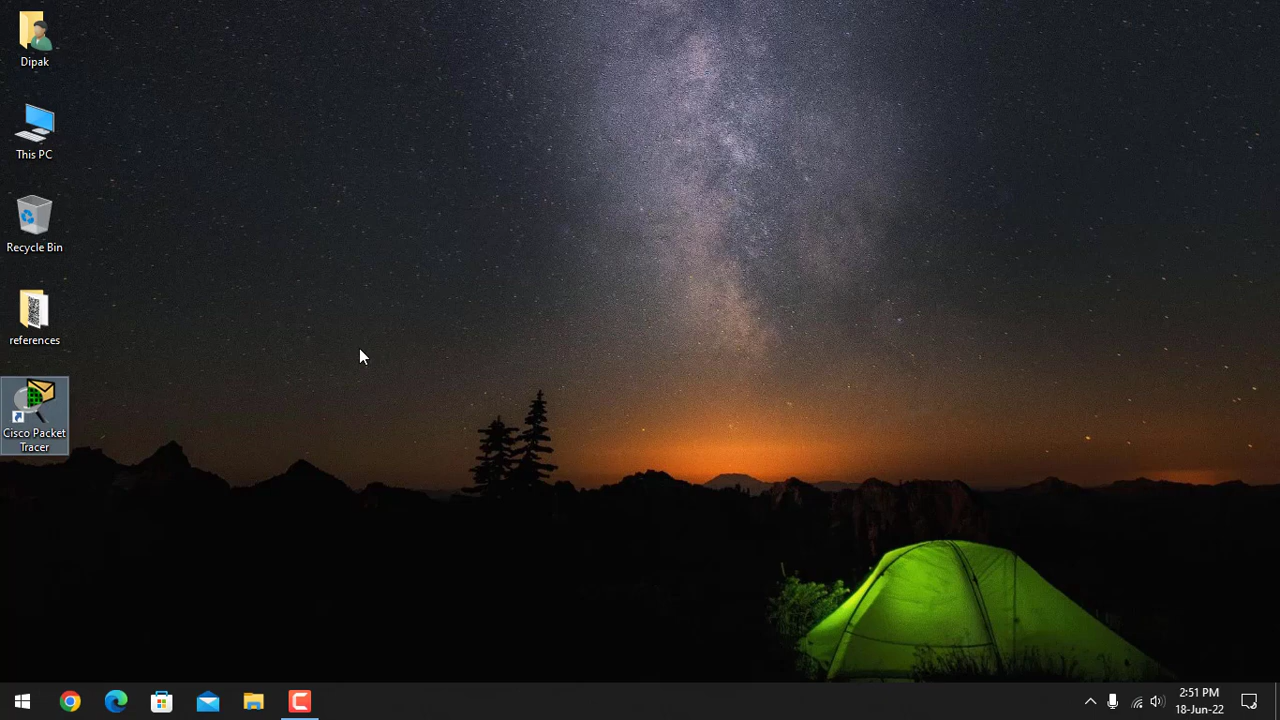 Dipak
This PC
Recycle Bin
references
Cisco Packet
Tracer
2:51 PM
18-Jun-22